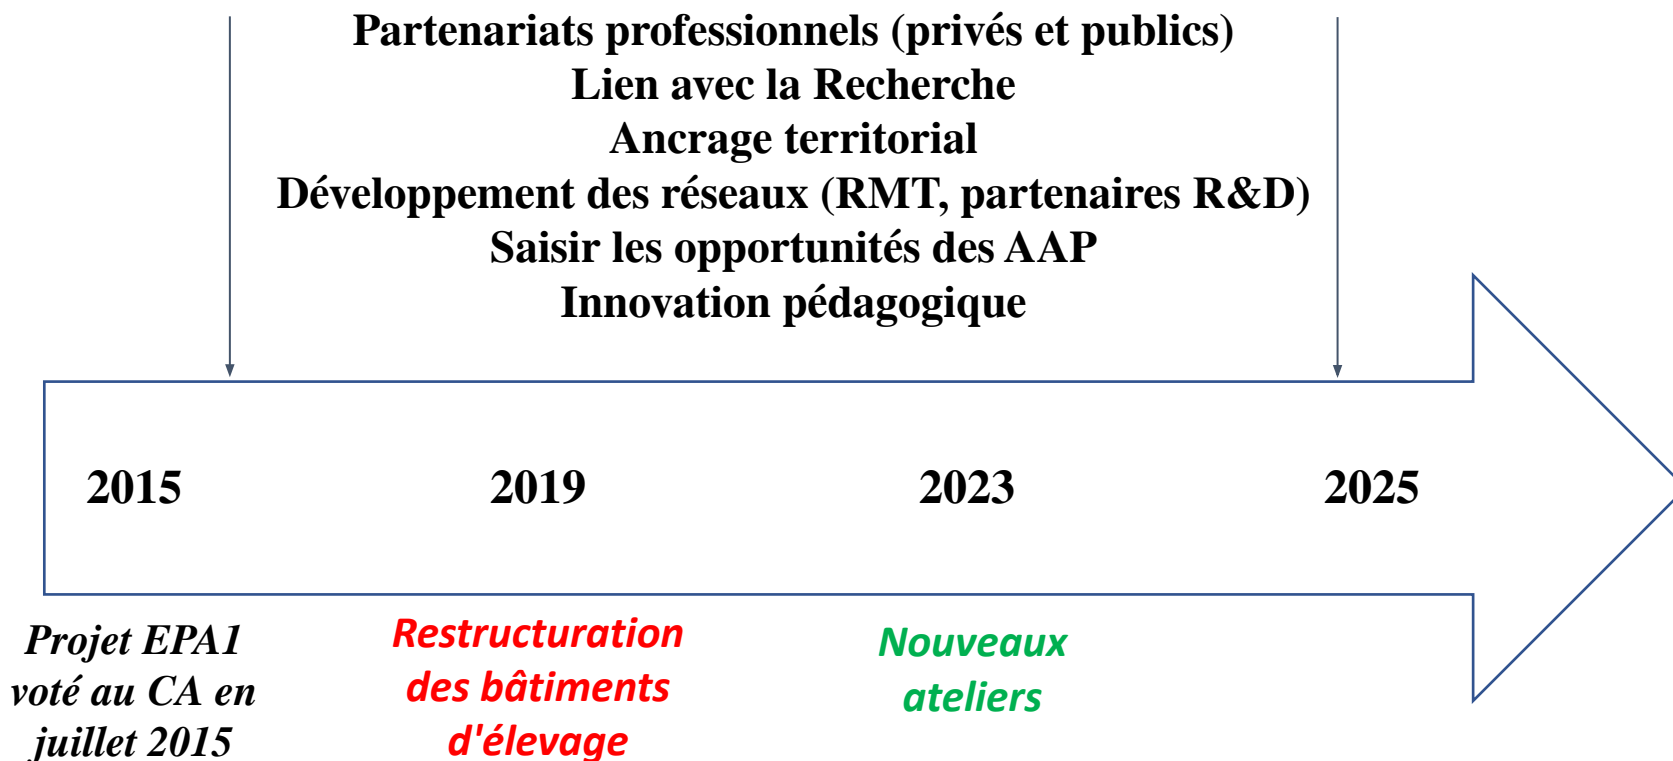 Partenariats professionnels (privés et publics)
Lien avec la Recherche
Ancrage territorial
Développement des réseaux (RMT, partenaires R&D)
Saisir les opportunités des AAP
Innovation pédagogique
2015
2019
2023
2025
Projet EPA1
voté au CA en
juillet 2015
Restructuration
des bâtiments
d'élevage
Nouveaux
ateliers